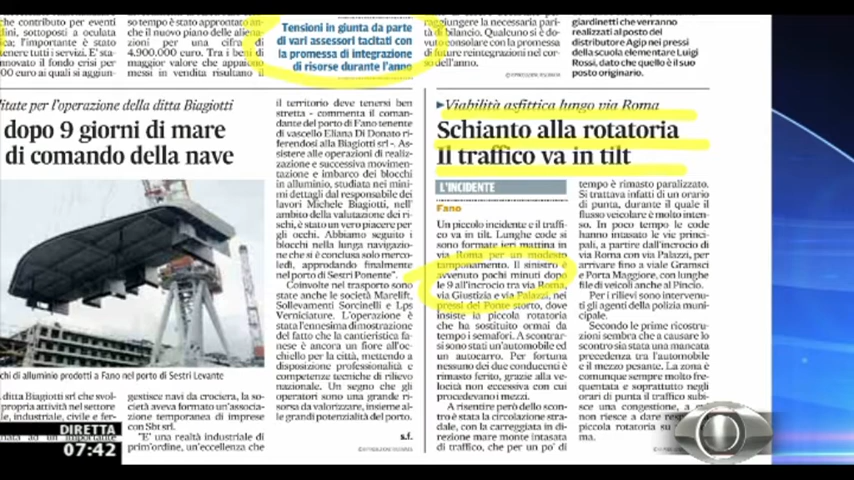 contributo per eventi
dini, sottoposti a oculata
ica; l'importante è stato
tenere tutti i servizi. E' sta-
nnovato il fondo crisi per
000 euro ai quali si aggiun-
so tempo è stato approvato an-
che il nuovo piano delle aliena-
zioni per una cifra di
4.900.000 euro. Tra i beni di
maggior valore che appaiono
messi in vendita risultano il
Tensioni in giunta da parte
di vari assessori tacitati con
la promessa di integrazione
di risorse durante l'anno
raggiungere la necessaria pari-
tà di bilancio. Qualcuno si è do-
vuto consolare con la promessa
di future reintegrazioni nel cor-
so dell'anno.
giardinetti che verranno
realizzati al posto del
distributore Agip nei pressi
della scuola elementare Luigi
Rossi, dato che quello è il suo
posto originario.
itate per l'operazione della ditta Biagiotti
dopo 9 giorni di mare
di comando della nave
chi di alluminio prodotti a Fano nel porto di Sestri Levante
ditta Biagiotti srl che svol-
propria attività nel settore
le, industriale, civile e fer-
gestisce navi da crociera, la so-
cietà aveva formato un'associa-
zione temporanea di imprese
con Sbt srl.
"E' una realtà industriale di
prim'ordine, un'eccellenza che
il territorio deve tenersi ben
stretta - commenta il coman-
dante del porto di Fano tenente
di vascello Eliana Di Donato ri-
ferendosi alla Biagiotti srl -. As-
sistere alle operazioni di realiz-
zazione e successiva movimen-
tazione e imbarco dei blocchi
in alluminio, studiata nei mini-
mi dettagli dal responsabile dei
lavori Michele Biagiotti, nell'
ambito della valutazione dei ri-
schi, è stato un vero piacere per
gli occhi. Abbiamo seguito i
blocchi nella lunga navigazio-
ne che si è conclusa solo merco-
ledì, approdando finalmente
nel porto di Sestri Ponente".
Coinvolte nel trasporto so-
no state anche le società Marelift,
Sollevamenti Sorcinelli e Lps
Verniciature. L'operazione è
stata l'ennesima dimostrazione
del fatto che la cantieristica fa-
nese è ancora un fiore all'oc-
chiello per la città, mettendo a
disposizione professionalità e
competenze tecniche di rilievo
nazionale. Un segno che gli
operatori sono una grande ri-
sorsa da valorizzare, insieme al-
le grandi potenzialità del porto.
s.f.
Viabilità asfittica lungo via Roma
Schianto alla rotatoria
Il traffico va in tilt
L'INCIDENTE
Fano
Un piccolo incidente e il traffi-
co va in tilt. Lunghe code si
sono formate ieri mattina in
via Roma per un modesto
tamponamento. Il sinistro è
avvenuto pochi minuti dopo
le 9 all'incrocio tra via Roma,
via Giustizia e via Palazzi, nei
pressi del Ponte storto, dove
insiste la piccola rotatoria
che ha sostituito ormai da
tempo i semafori. A scontrar-
si sono stati un'automobile ed
un autocarro. Per fortuna
nessuno dei due conducenti è
rimasto ferito, grazie alla ve-
locità non eccessiva con cui
procedevano i mezzi.
A risentire però dello scon-
tro è stata la circolazione stra-
dale, con la carreggiata in di-
rezione mare monte intasata
di traffico, che per un po' di
tempo è rimasto paralizzato.
Si trattava infatti di un orario
di punta, durante il quale il
flusso veicolare è molto inten-
so. In poco tempo le code
hanno intasato le vie princi-
pali, a partire dall'incrocio di
via Roma con via Palazzi, per
arrivare fino a viale Gramsci
e Porta Maggiore, con lunghe
file di veicoli anche al Pincio.
Per i rilievi sono intervenu-
ti gli agenti della polizia muni-
cipale.
Secondo le prime ricostru-
zioni sembra che a causare lo
scontro sia stata una mancata
precedenza tra l'automobile
e il mezzo pesante. La zona è
comunque sempre molto fre-
quentata e soprattutto negli
orari di punta il traffico subi-
sce una congestione, a
non riesce a dare respiro
piccola rotatoria su
ma.
DIRETTA
07:42